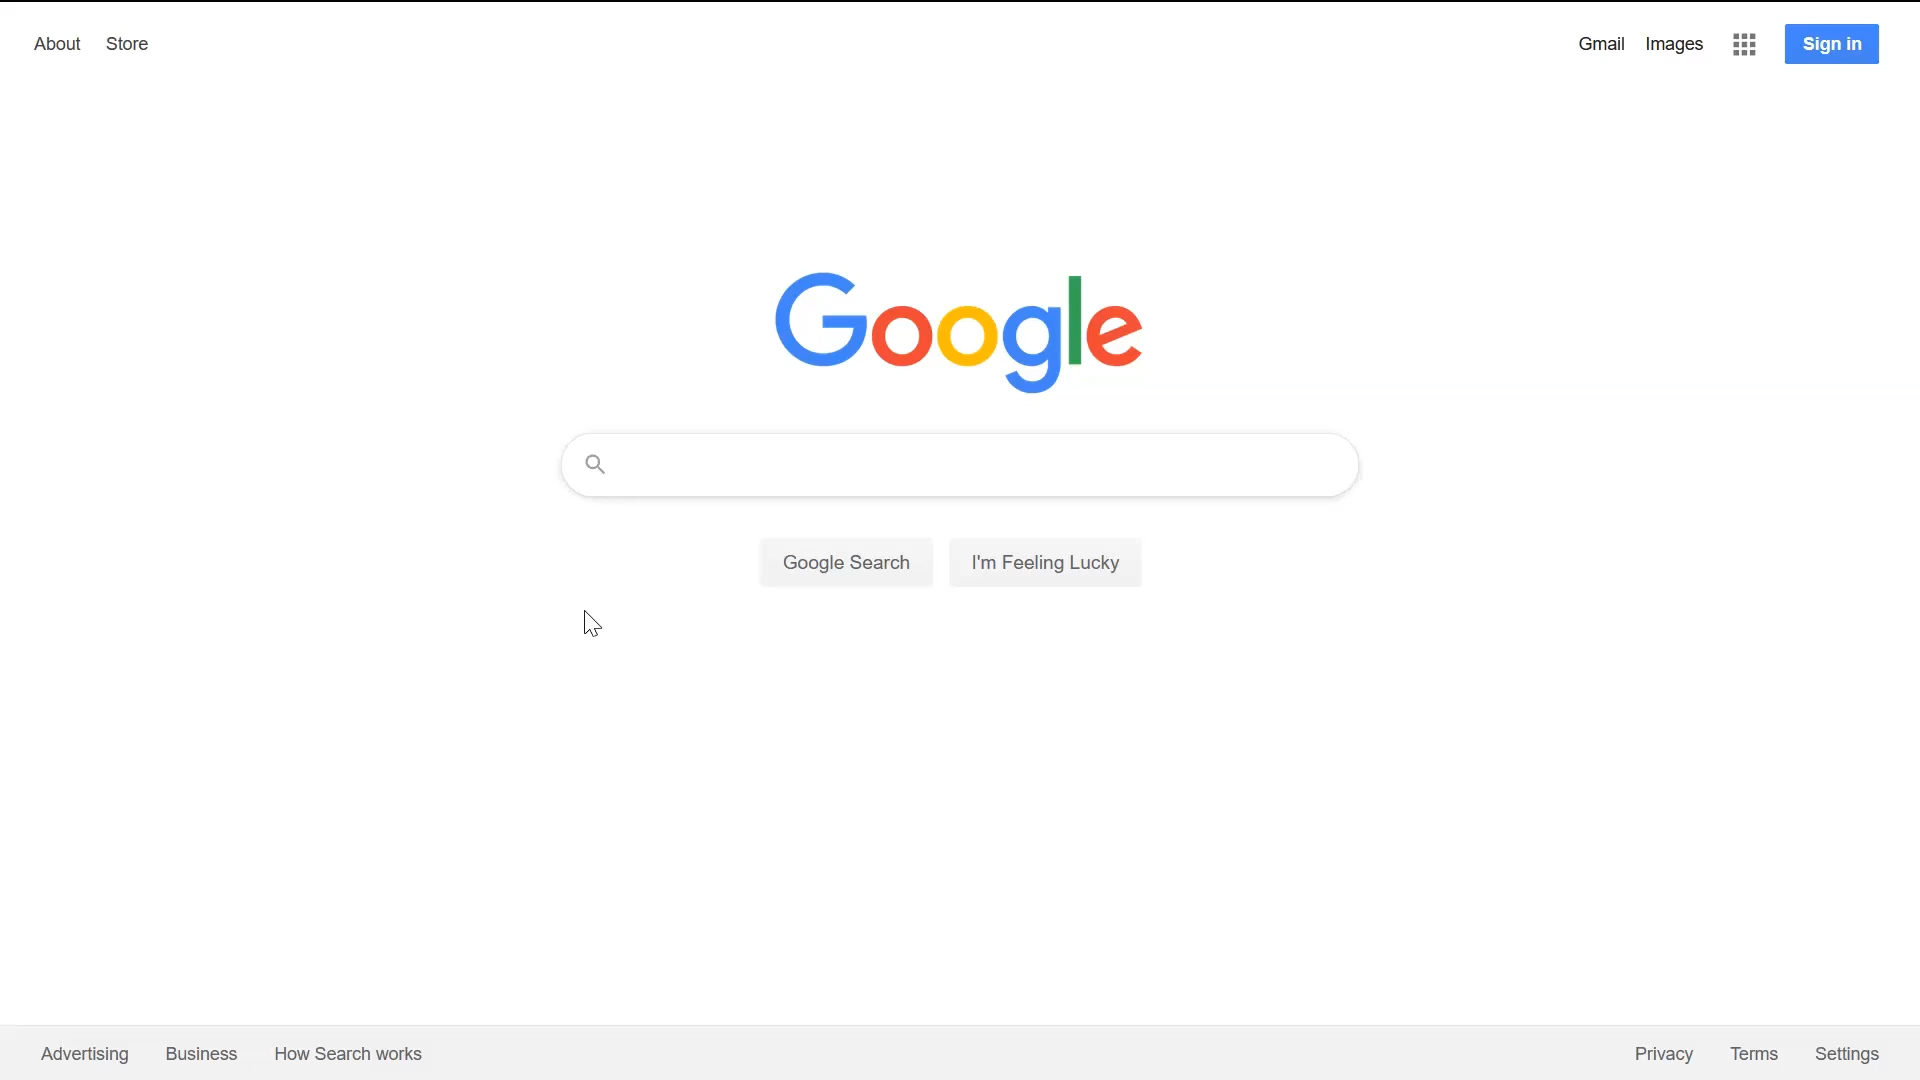 About Store
Gmail Images Sign in
Google
Google Search I'm Feeling Lucky
Advertising Business How Search works
Privacy Terms Settings